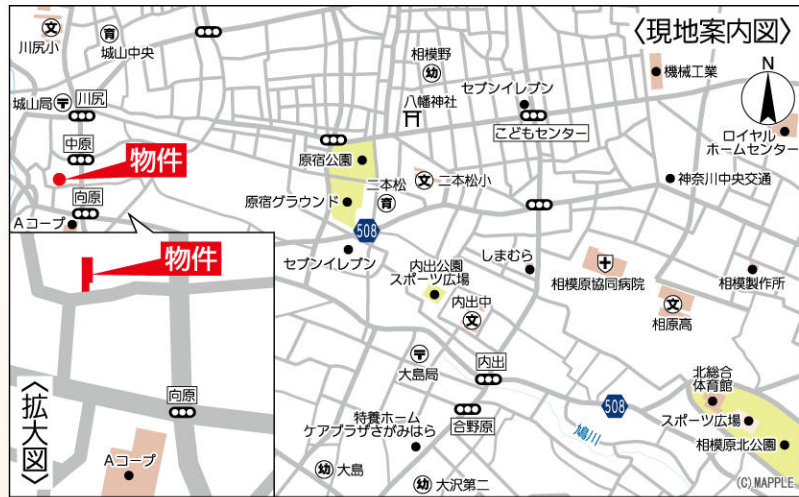 〈現地案内図〉
文
川尻小
育
城山中央
相模野
幼
機械工業
N
城山局
〒
川尻
八幡神社
セブンイレブン
こどもセンター
ロイヤル
ホームセンター
中原
物件
原宿公園
二本松
育
文
二本松小
神奈川中央交通
向原
Aコープ
原宿グラウンド
508
セブンイレブン
内出公園
スポーツ広場
しまむら
相模原協同病院
相模製作所
物件
内出中
文
文
相原高
〒
大島局
内出
北総合
体育館
508
スポーツ広場
向原
特養ホーム
ケアプラザさがみはら
合野原
鳩川
相模原北公園
〈拡大図〉
Aコープ
幼
大島
幼
大沢第二
(C)MAPPLE